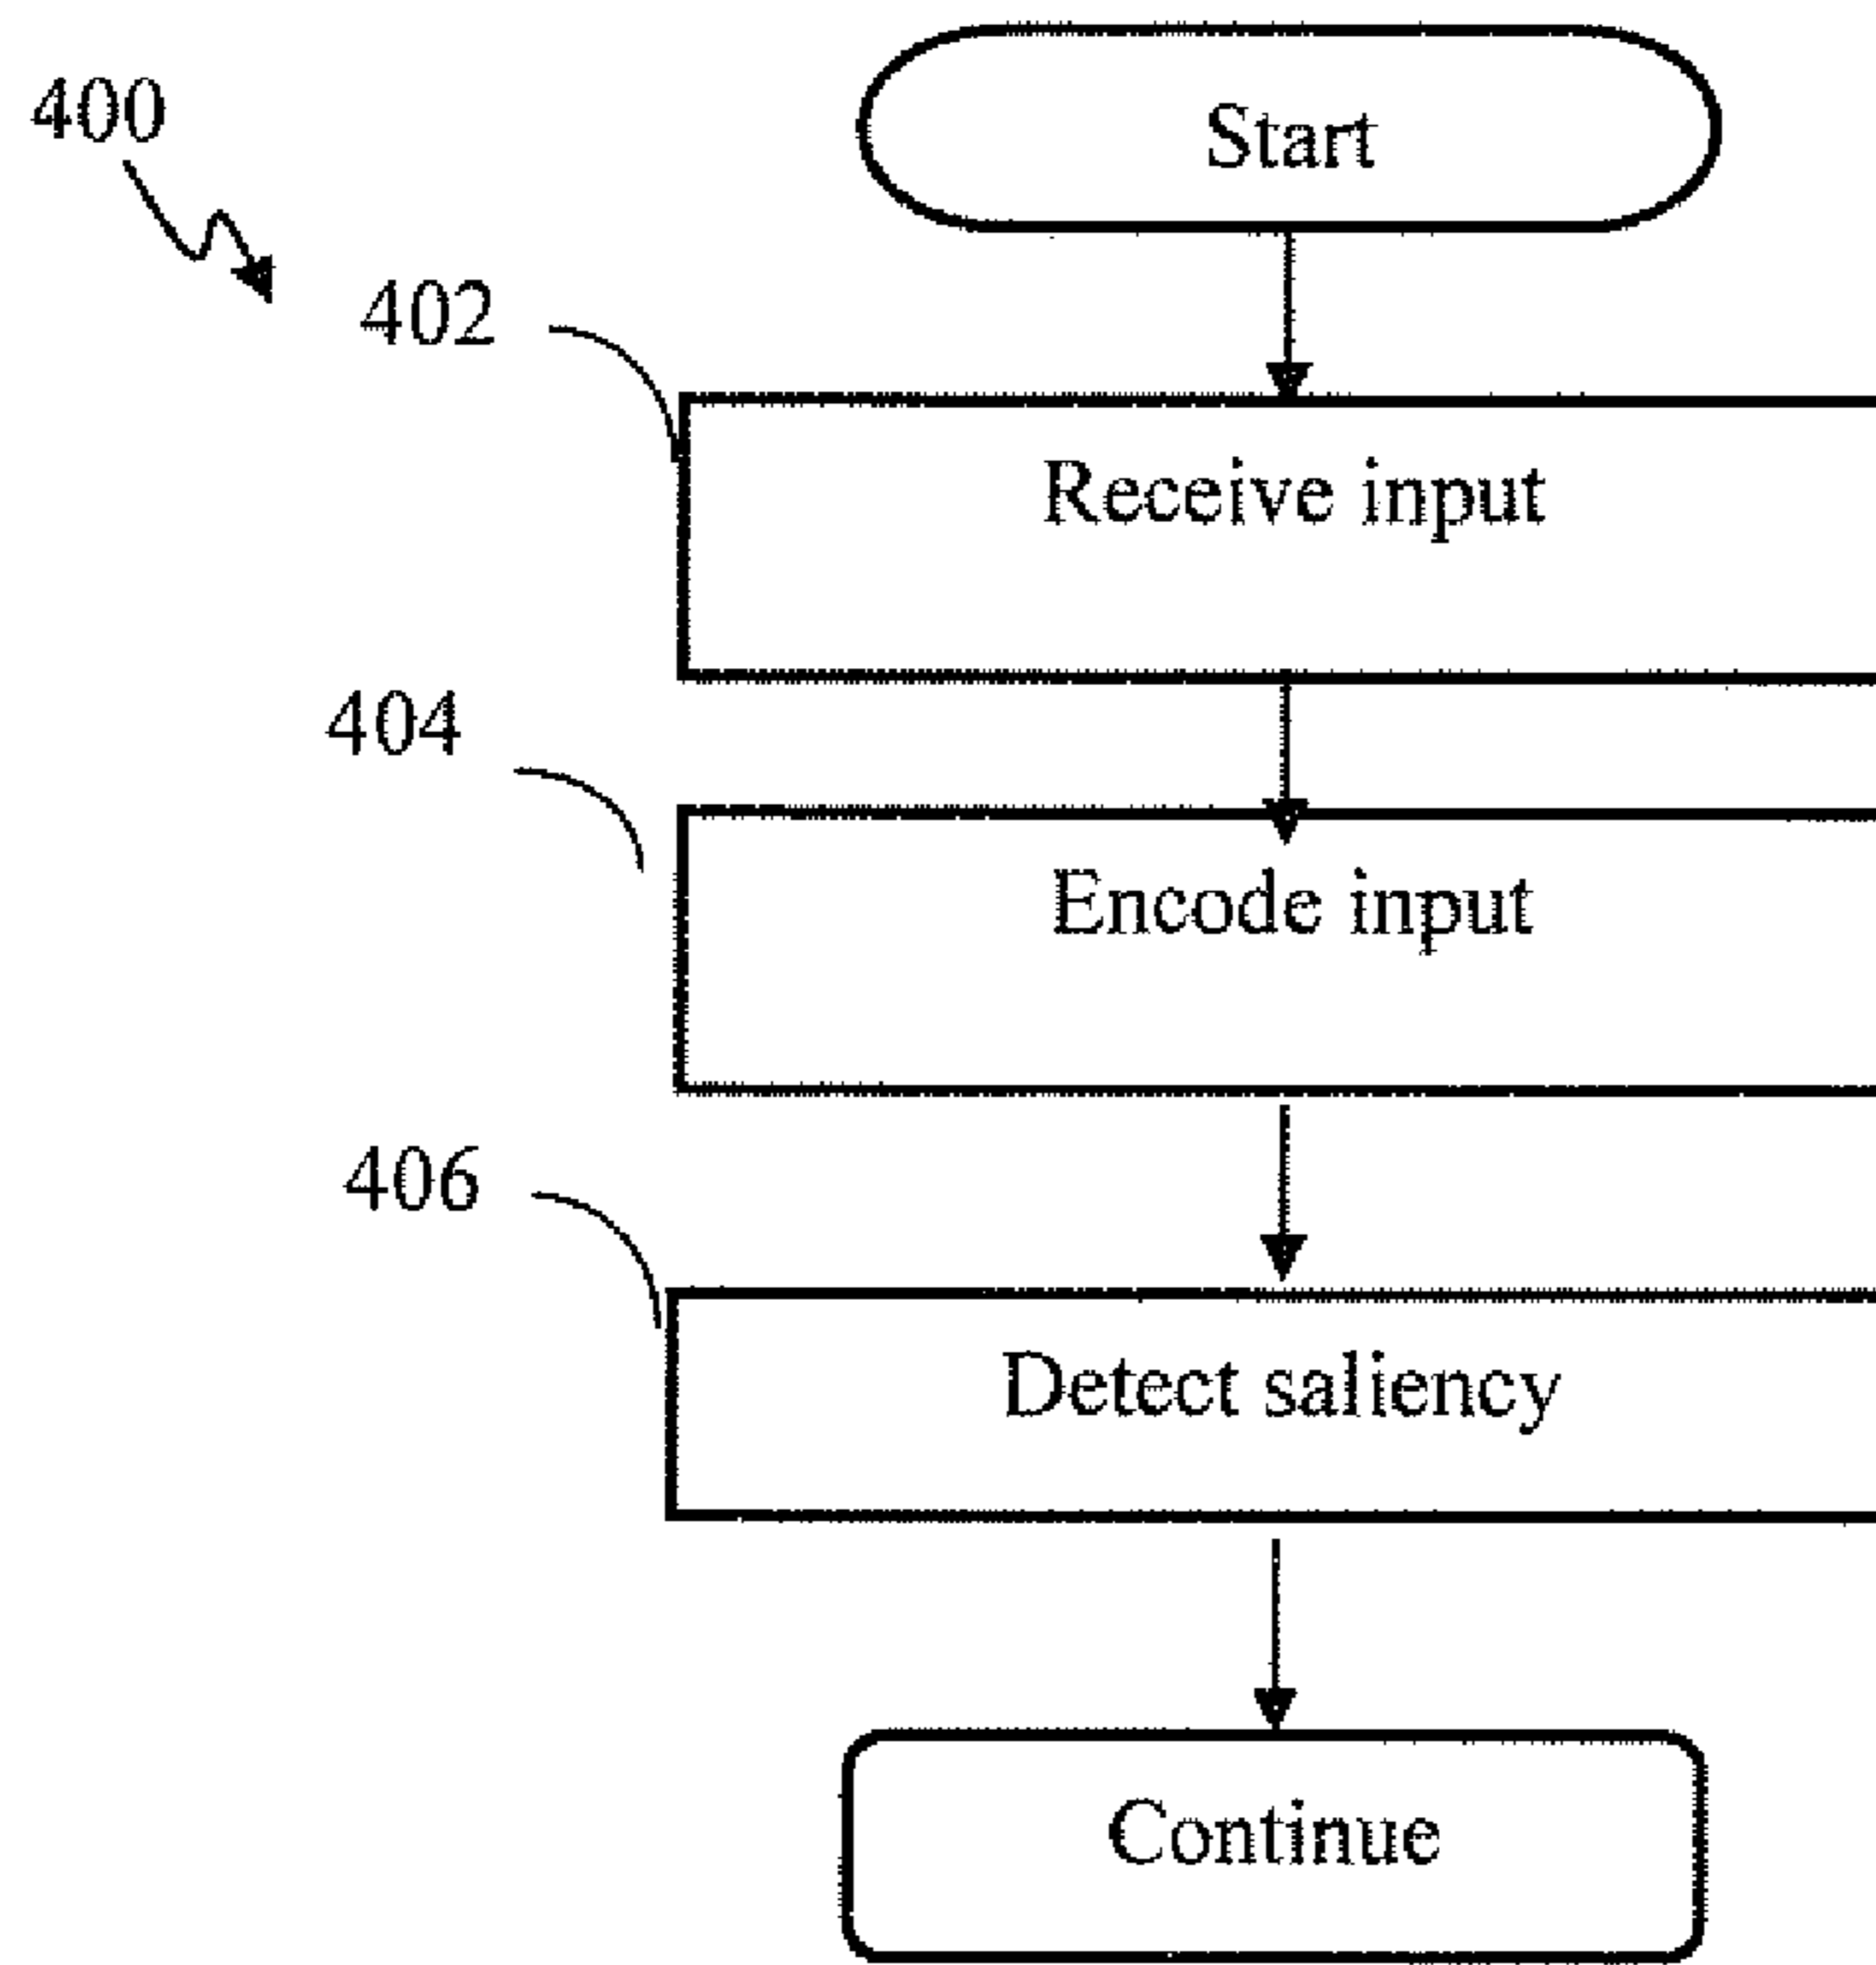 400
Start
402
Receive input
404
Encode input
406
Detect saliency
Continue